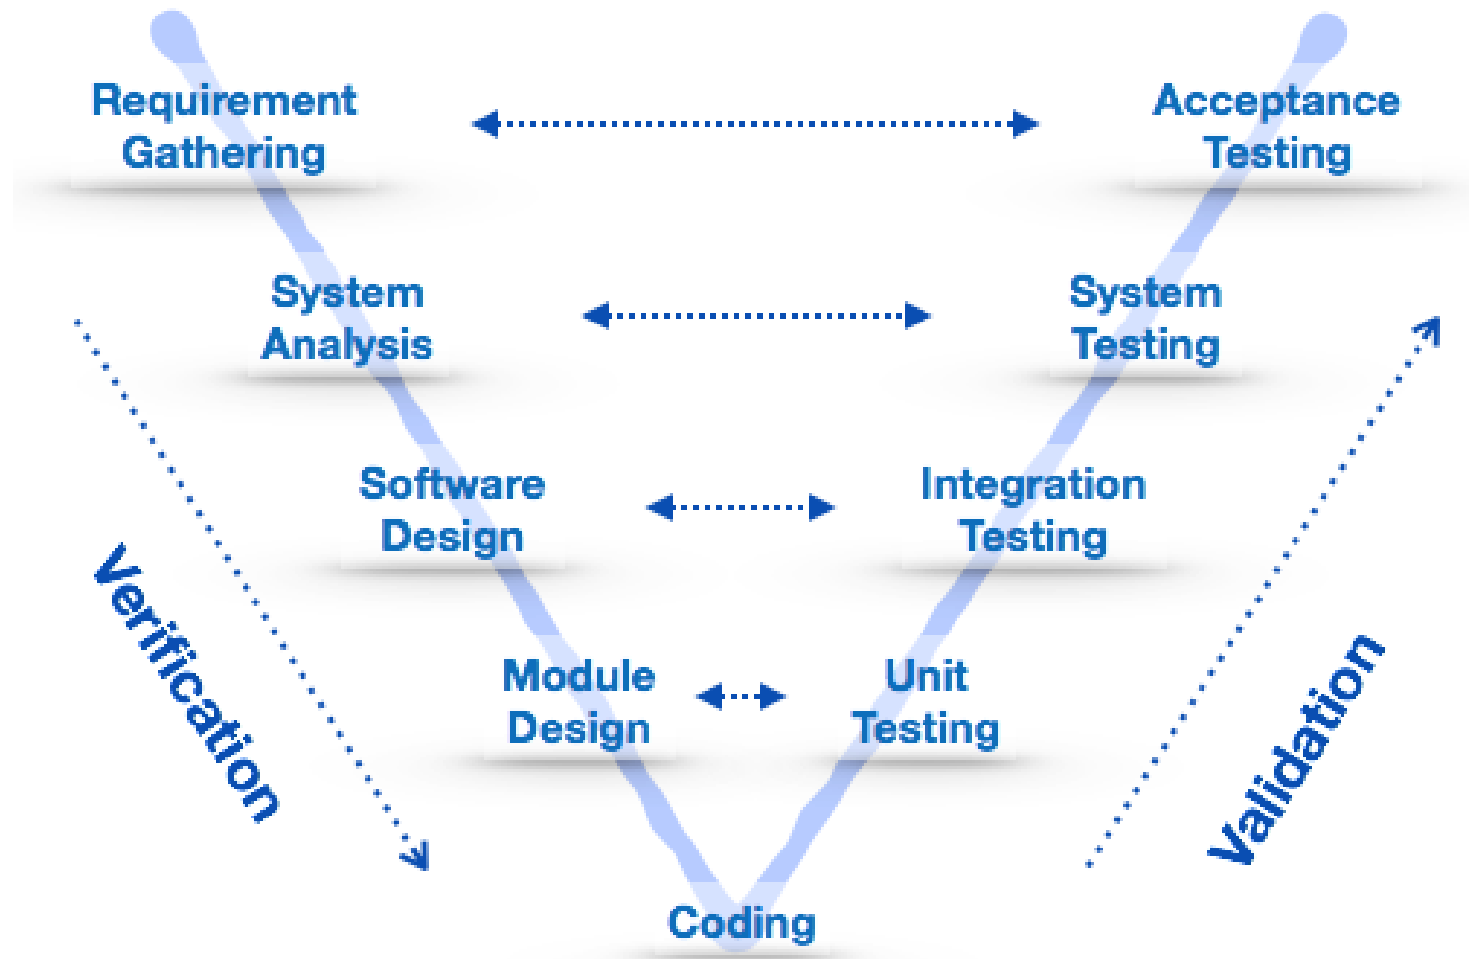 Requirement
Gathering
Acceptance
Testing
System
Analysis
System
Testing
Software
Design
Integration
Testing
Module
Design
Unit
Testing
Verification
Validation
Coding